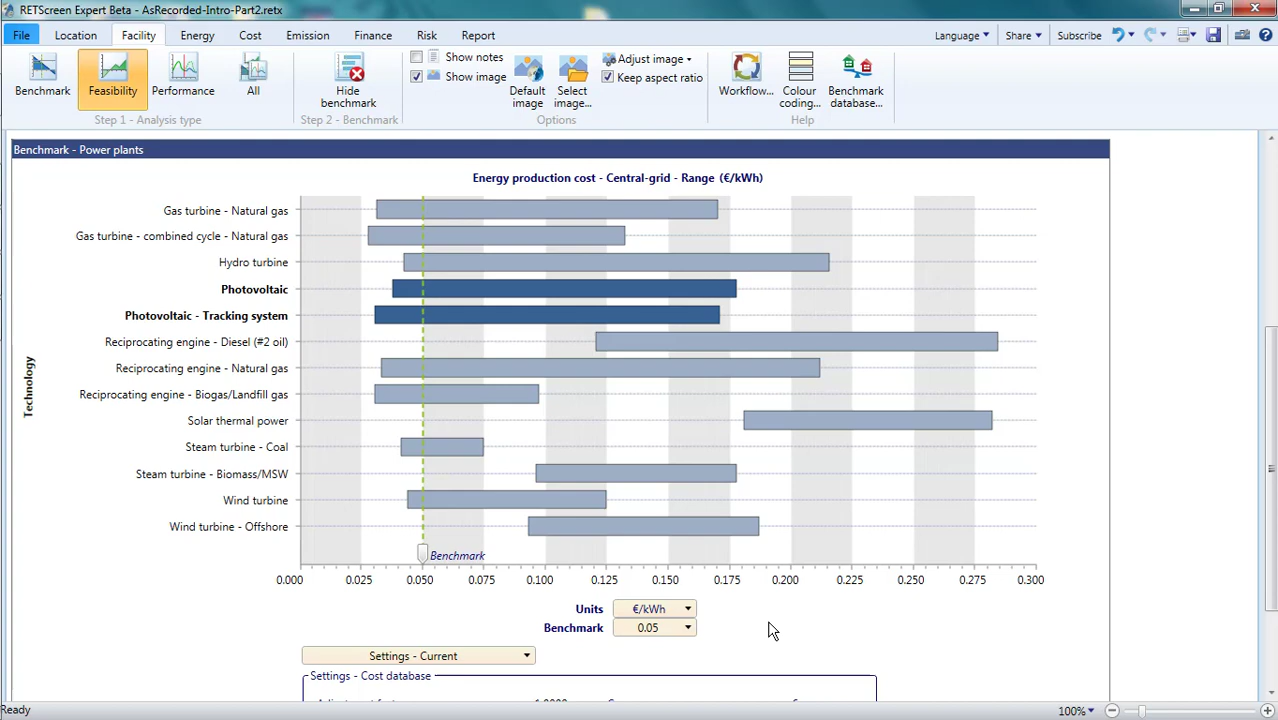 RETScreen Expert Beta - AsRecorded-Intro-Part2.retx
File Location Facility Energy Cost Emission Finance Risk Report Language Share Subscribe
Benchmark Feasibility Performance All
Step 1 - Analysis type
Hide benchmark
Step 2 - Benchmark
Show notes
Show image
Default image
Select image...
Adjust image
Keep aspect ratio
Options
Workflow...
Colour coding...
Benchmark database...
Help
Benchmark - Power plants
Energy production cost - Central-grid - Range (€/kWh)
Technology
Gas turbine - Natural gas
Gas turbine - combined cycle - Natural gas
Hydro turbine
Photovoltaic
Photovoltaic - Tracking system
Reciprocating engine - Diesel (#2 oil)
Reciprocating engine - Natural gas
Reciprocating engine - Biogas/Landfill gas
Solar thermal power
Steam turbine - Coal
Steam turbine - Biomass/MSW
Wind turbine
Wind turbine - Offshore
Benchmark
0.000 0.025 0.050 0.075 0.100 0.125 0.150 0.175 0.200 0.225 0.250 0.275 0.300
Units €/kWh
Benchmark 0.05
Settings - Current
Settings - Cost database
Ready 100%